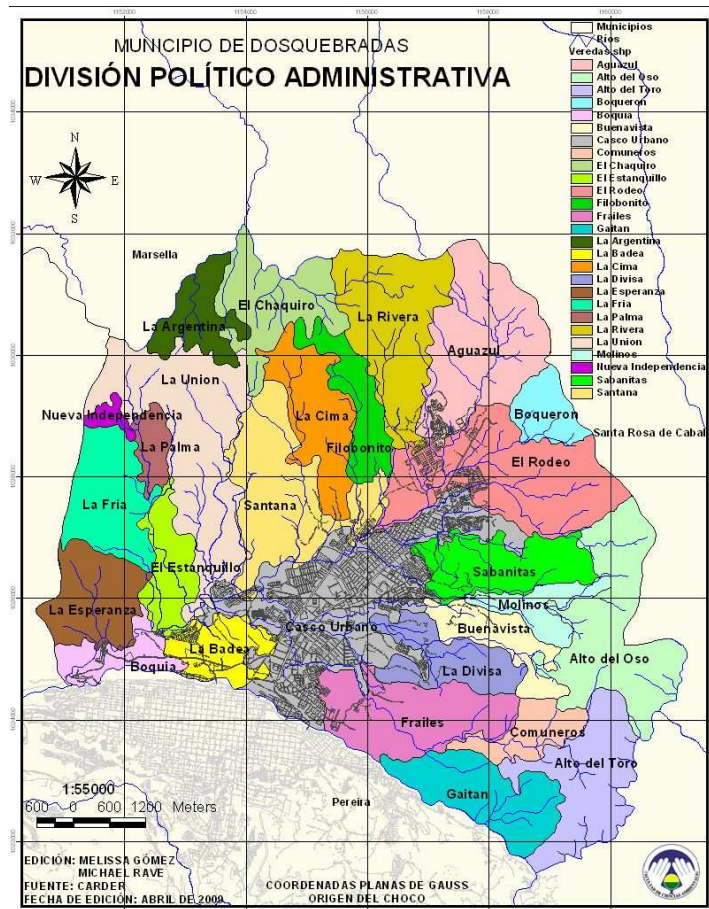 MUNICIPIO DE DOSQUEBRADAS
DIVISIÓN POLÍTICO ADMINISTRATIVA
1152000 1154000 1156000 1158000 1160000
Municipios
Rios
Veredas shp
Aguazul
Alto del Oso
Alto del Toro
Boqueron
Boquia
Buenavista
Casco Urbano
Comuneros
El Chaquiro
El Estanquillo
El Rodeo
Filobonito
Frailes
Gaitan
La Argentina
La Badea
La Cima
La Divisa
La Esperanza
La Fria
La Palma
La Rivera
La Union
Molinos
Nueva Independencia
Sabanitas
Santana
N
W E
S
Marsella
El Chaquiro
La Argentina
La Rivera
Aguazul
La Union
Nueva Independencia
La Cima
Boqueron
Santa Rosa de Cabal
La Palma
Filobonito
El Rodeo
La Fria
Santana
El Estanquillo
Sabanitas
La Esperanza
Molinos
Casco Urbano
Buenavista
La Badea
Boquia
La Divisa
Alto del Oso
Frailes
Comuneros
Alto del Toro
Gaitan
Pereira
1:55000
600 0 600 1200 Meters
EDICIÓN: MELISSA GÓMEZ
MICHAEL RAVE
FUENTE: CARDER
FECHA DE EDICIÓN: ABRIL DE 2009
COORDENADAS PLANAS DE GAUSS
ORIGEN DEL CHOCO